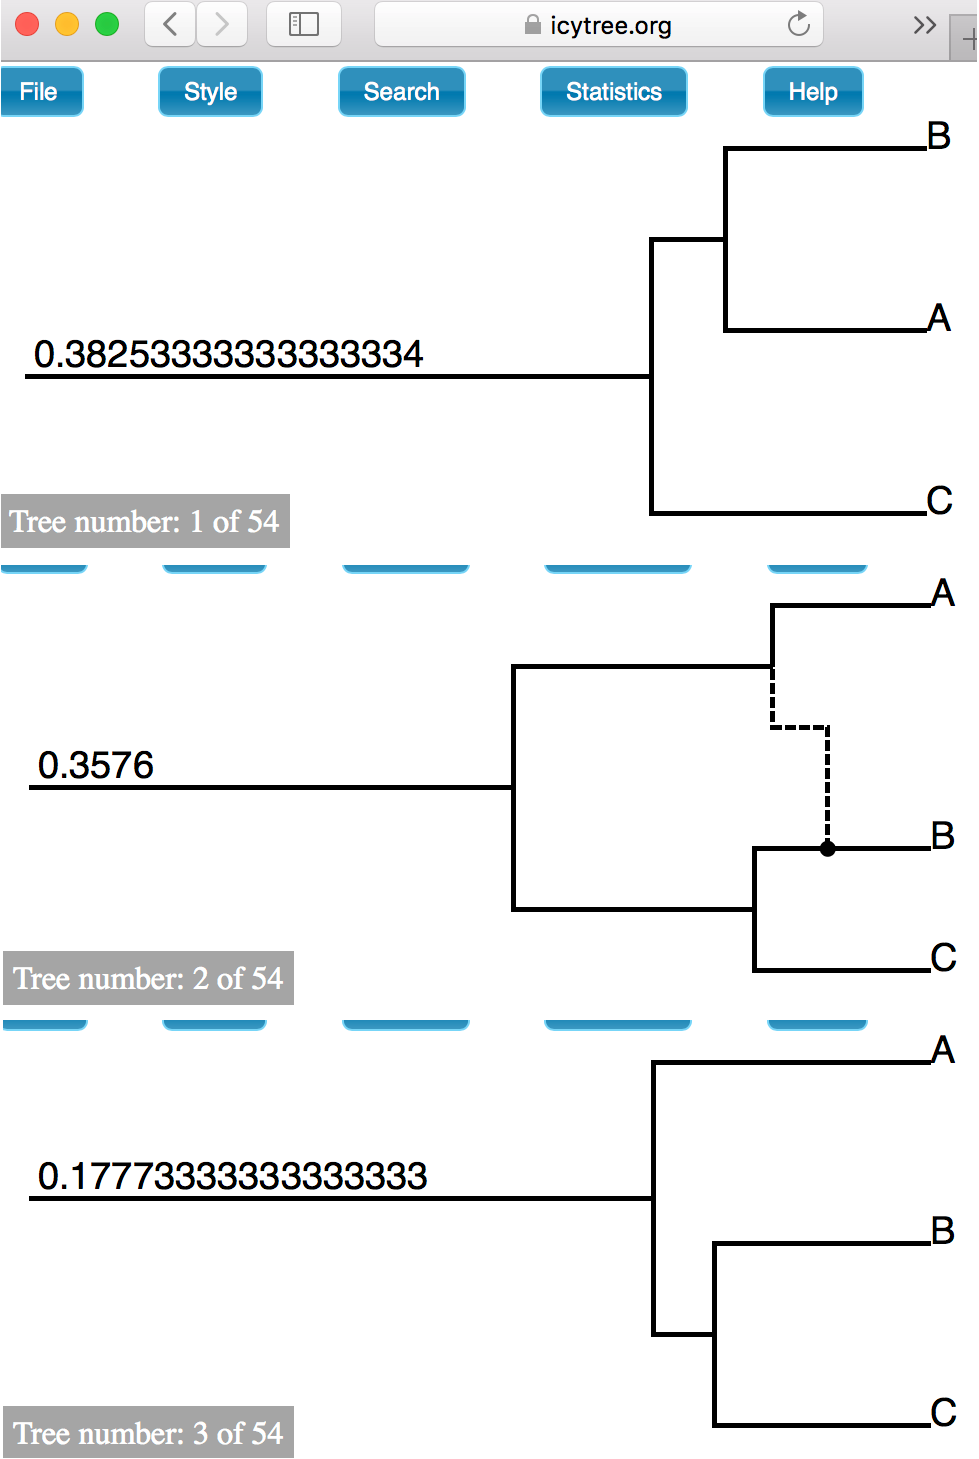 icytree.org
File Style Search Statistics Help
B
A
0.38253333333333334
C
Tree number: 1 of 54
A
0.3576
B
C
Tree number: 2 of 54
A
0.17773333333333333
B
C
Tree number: 3 of 54